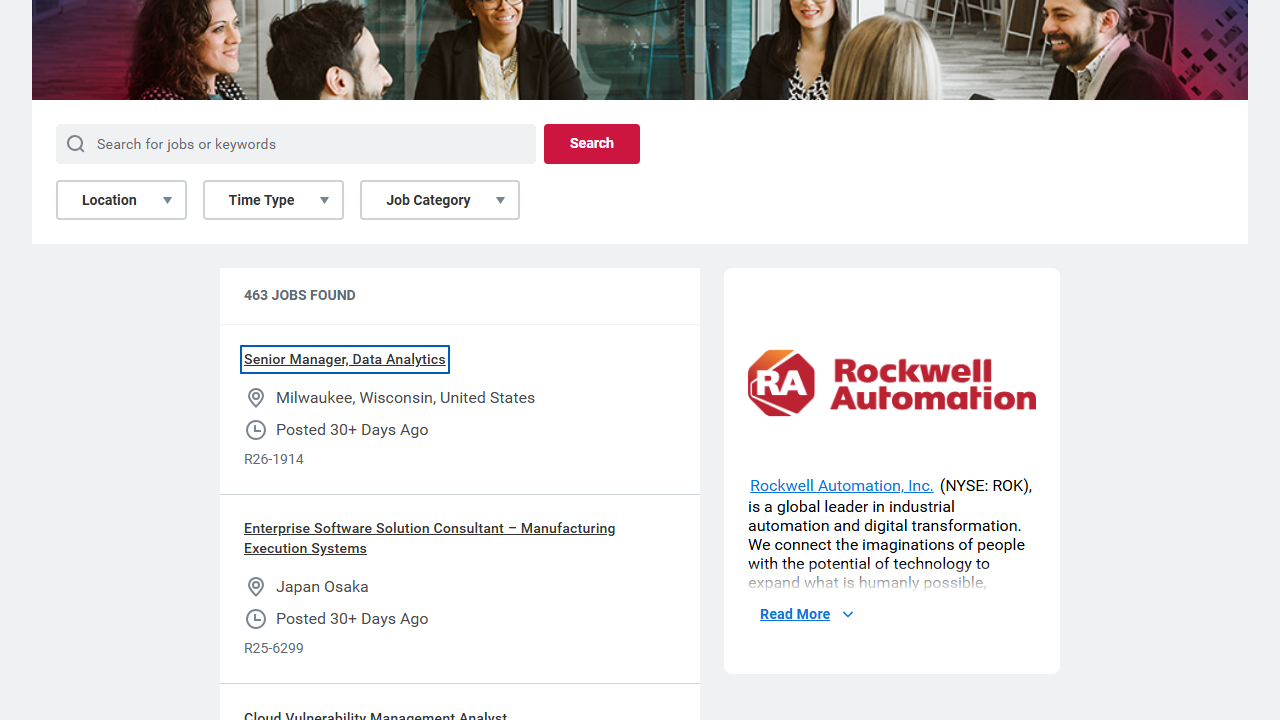 Search for jobs or keywords
Search
Location
Time Type
Job Category
463 JOBS FOUND
Senior Manager, Data Analytics
Milwaukee, Wisconsin, United States
Posted 30+ Days Ago
R26-1914
Enterprise Software Solution Consultant – Manufacturing
Execution Systems
Japan Osaka
Posted 30+ Days Ago
R25-6299
Cloud Vulnerability Management Analyst
RA Rockwell
Automation
Rockwell Automation, Inc. (NYSE: ROK),
is a global leader in industrial
automation and digital transformation.
We connect the imaginations of people
with the potential of technology to
expand what is humanly possible,
Read More